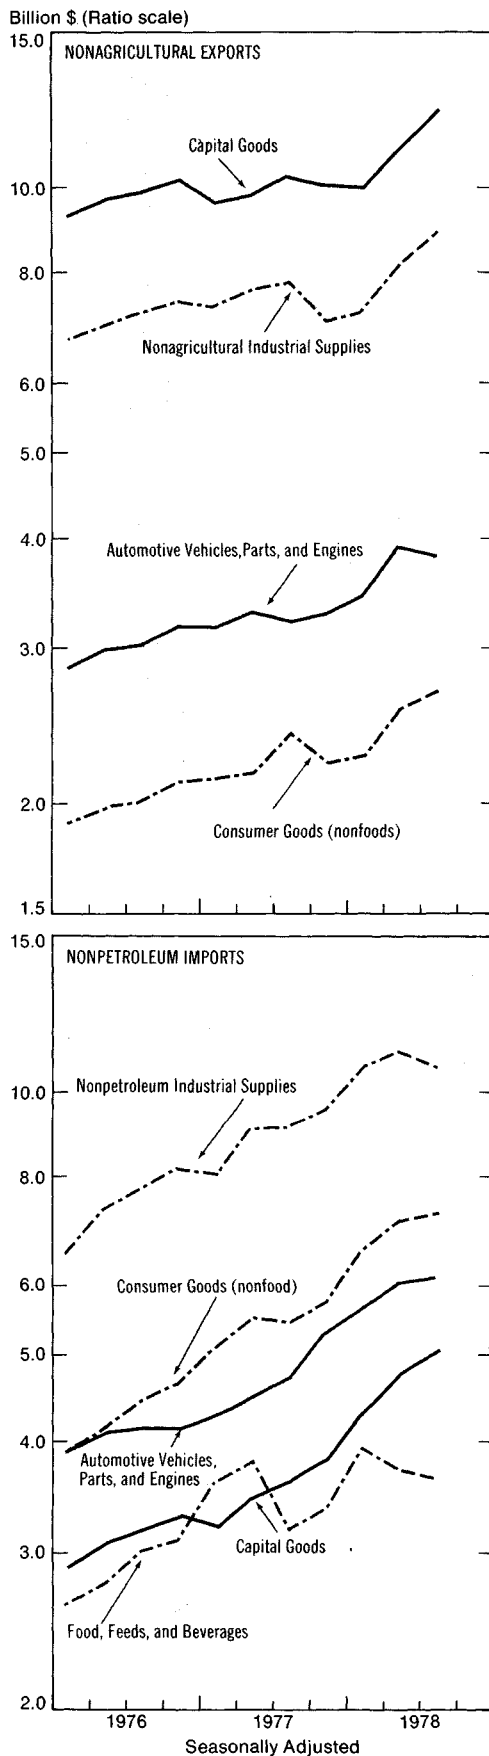 Billion $ (Ratio scale)
15.0
NONAGRICULTURAL EXPORTS
Capital Goods
10.0
8.0
Nonagricultural Industrial Supplies
6.0
5.0
4.0
Automotive Vehicles, Parts, and Engines
3.0
2.0
Consumer Goods (nonfoods)
1.5
15.0
NONPETROLEUM IMPORTS
Nonpetroleum Industrial Supplies
10.0
8.0
6.0
Consumer Goods (nonfood)
5.0
4.0
Automotive Vehicles,
Parts, and Engines
3.0
Capital Goods
Food, Feeds, and Beverages
2.0
1976 1977 1978
Seasonally Adjusted